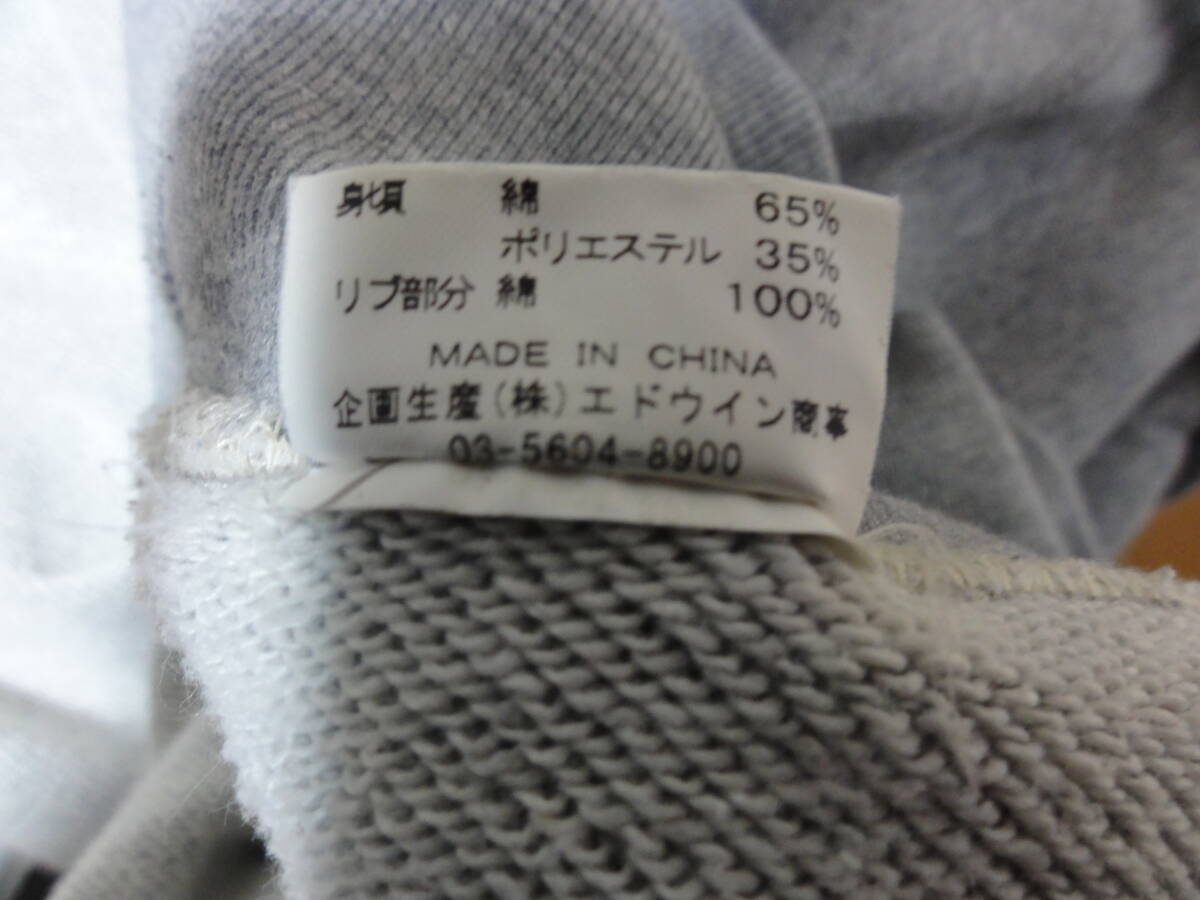 身頃 綿 65%
ポリエステル 35%
リブ部分 綿 100%
MADE IN CHINA
企画生産(株)エドウイン商事
03-5604-8900